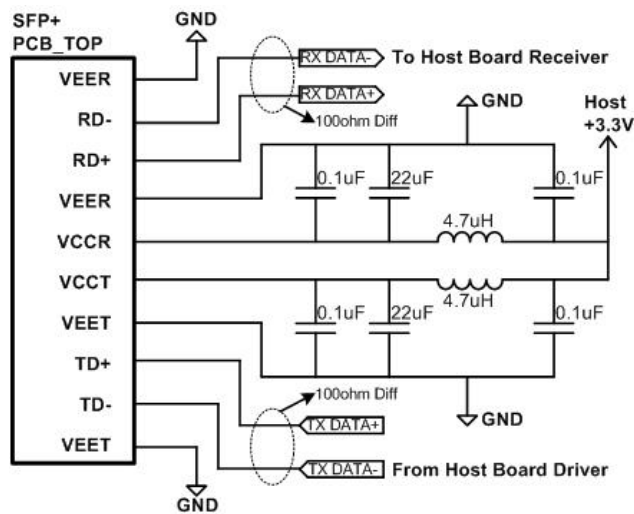 SFP+
PCB_TOP
GND
VEER
RX DATA-
To Host Board Receiver
RD-
RX DATA+
GND
Host
+3.3V
100ohm Diff
RD+
0.1uF
22uF
0.1uF
VEER
4.7uH
VCCR
VCCT
4.7uH
0.1uF
22uF
0.1uF
VEET
TD+
100ohm Diff
TD-
TX DATA+
GND
VEET
TX DATA-
From Host Board Driver
GND